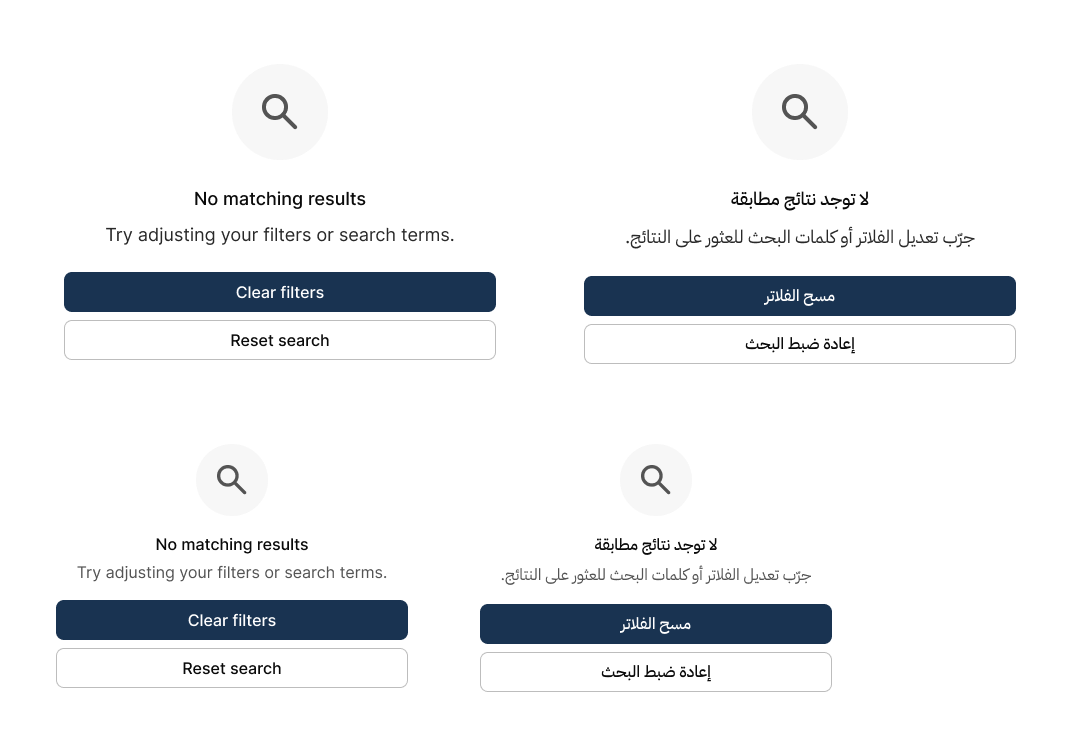 No matching results
Try adjusting your filters or search terms.
Clear filters
Reset search
لا توجد نتائج مطابقة
جرّب تعديل الفلاتر أو كلمات البحث للعثور على النتائج.
مسح الفلاتر
إعادة ضبط البحث
No matching results
Try adjusting your filters or search terms.
Clear filters
Reset search
لا توجد نتائج مطابقة
جرّب تعديل الفلاتر أو كلمات البحث للعثور على النتائج.
مسح الفلاتر
إعادة ضبط البحث